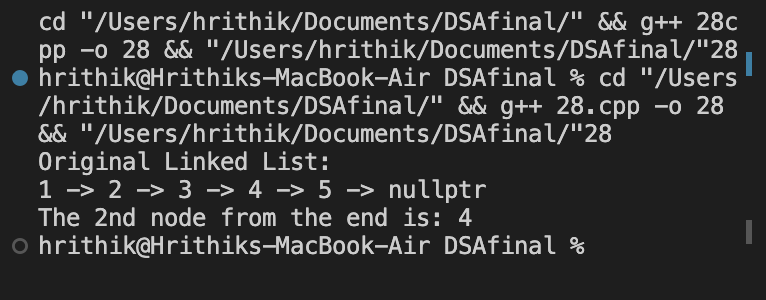 cd "/Users/hrithik/Documents/DSAfinal/" && g++ 28c
pp -o 28 && "/Users/hrithik/Documents/DSAfinal/"28
hrithik@Hrithiks-MacBook-Air DSAfinal % cd "/Users
/hrithik/Documents/DSAfinal/" && g++ 28.cpp -o 28
&& "/Users/hrithik/Documents/DSAfinal/"28
Original Linked List:
1 -> 2 -> 3 -> 4 -> 5 -> nullptr
The 2nd node from the end is: 4
hrithik@Hrithiks-MacBook-Air DSAfinal %